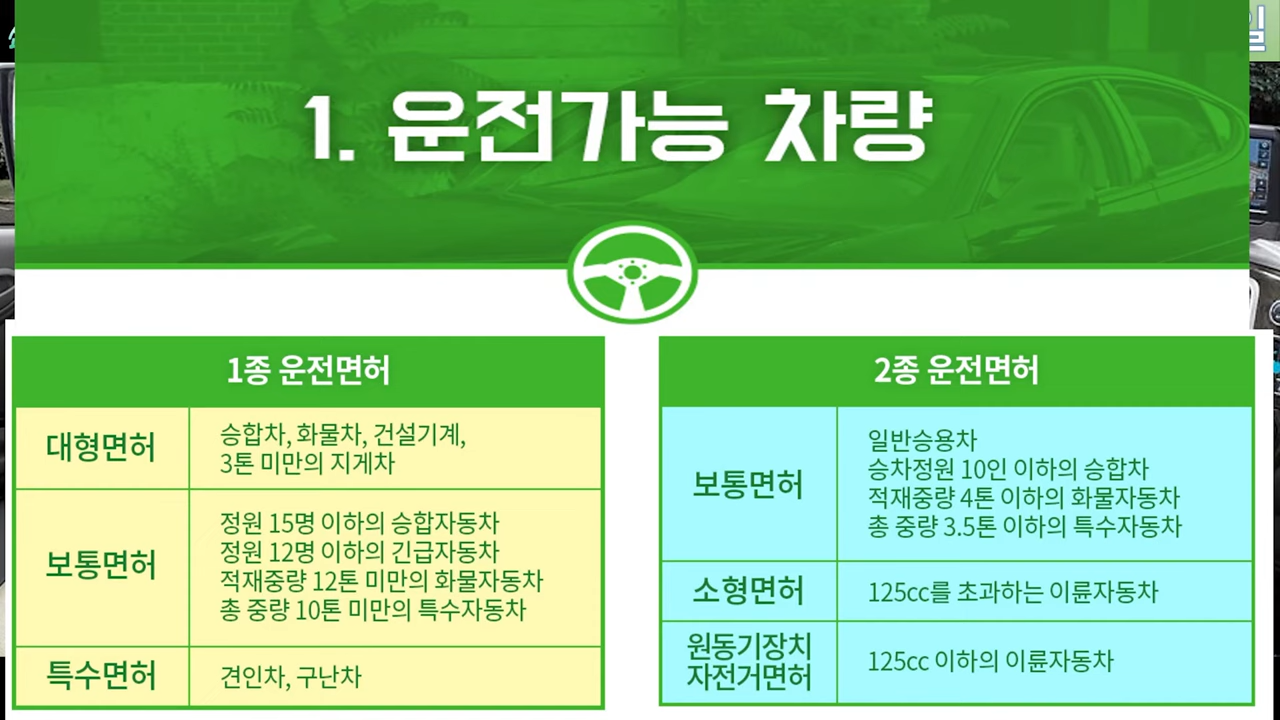 일
1. 운전가능 차량
1종 운전면허
대형면허
승합차, 화물차, 건설기계,
3톤 미만의 지게차
보통면허
정원 15명 이하의 승합자동차
정원 12명 이하의 긴급자동차
적재중량 12톤 미만의 화물자동차
총 중량 10톤 미만의 특수자동차
특수면허
견인차, 구난차
2종 운전면허
보통면허
일반승용차
승차정원 10인 이하의 승합차
적재중량 4톤 이하의 화물자동차
총 중량 3.5톤 이하의 특수자동차
소형면허
125cc를 초과하는 이륜자동차
원동기장치
자전거면허
125cc 이하의 이륜자동차